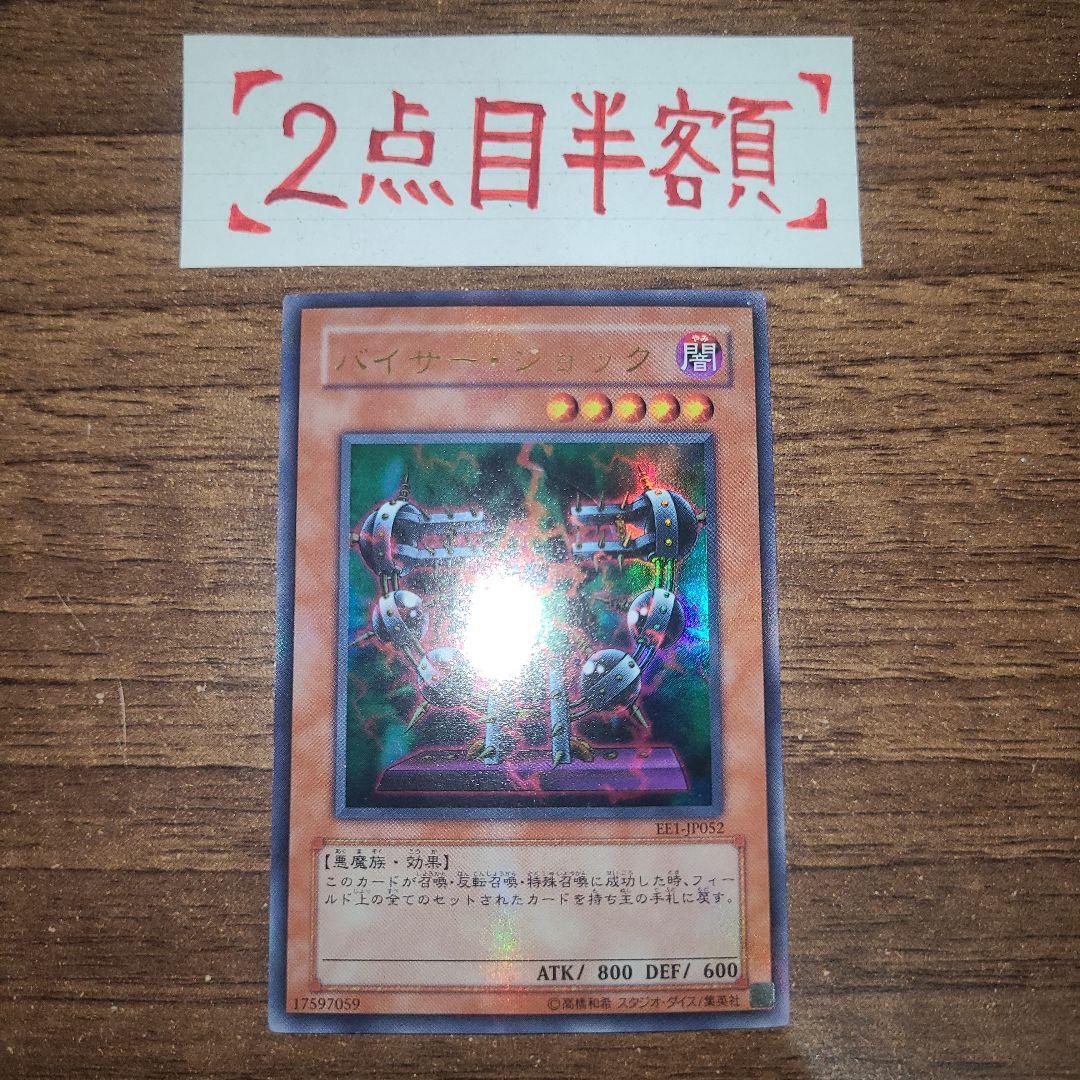 【2点目半額】
バイサー・ショック
やみ
闇
EE1-JP052
【悪魔族・効果】
このカードが召喚・反転召喚・特殊召喚に成功した時、フィー
ルド上の全てのセットされたカードを持ち主の手札に戻す。
ATK/ 800 DEF/ 600
17597059
©高橋和希 スタジオ・ダイス/集英社